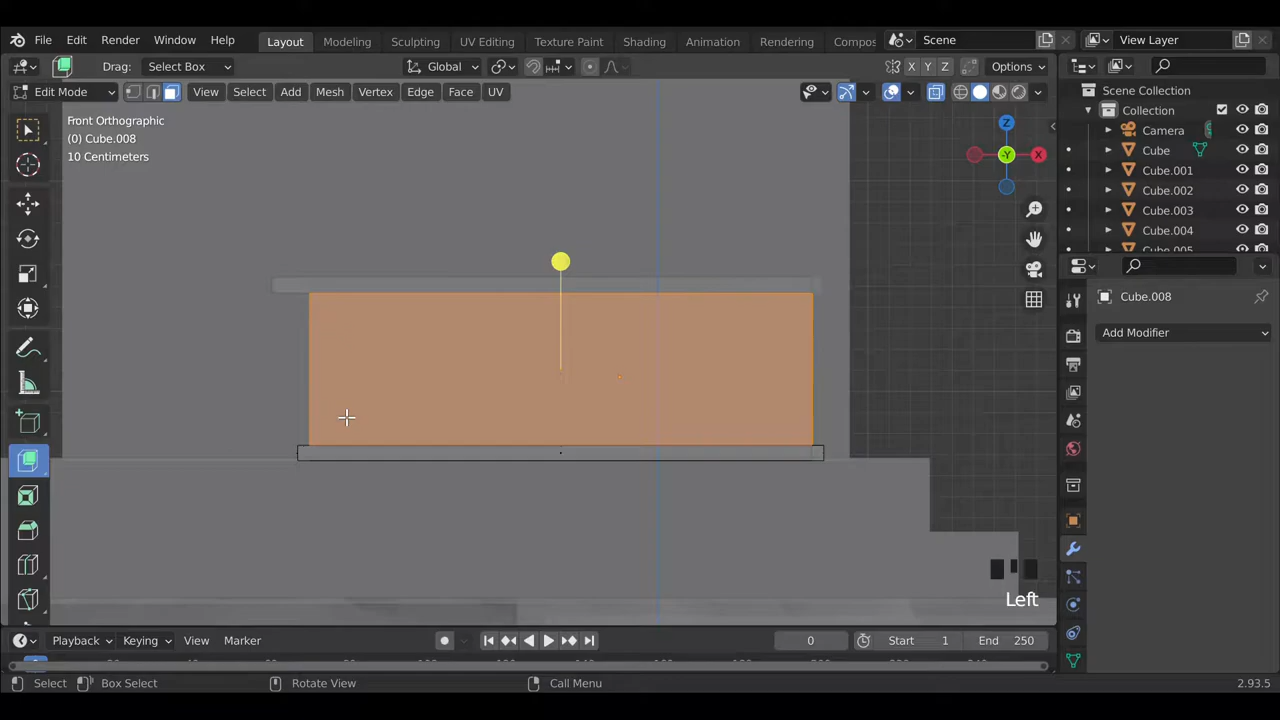 File Edit Render Window Help Layout Modeling Sculpting UV Editing Texture Paint Shading Animation Rendering Compos Scene View Layer
Drag: Select Box Global X Y Z Options
Edit Mode View Select Add Mesh Vertex Edge Face UV
Front Orthographic
(0) Cube.008
10 Centimeters
Z
-Y X
Scene Collection
Collection
Camera
Cube
Cube.001
Cube.002
Cube.003
Cube.004
Cube.005
Cube.008
Add Modifier
Left
Playback Keying View Marker 0 Start 1 End 250
Select Box Select Rotate View Call Menu 2.93.5